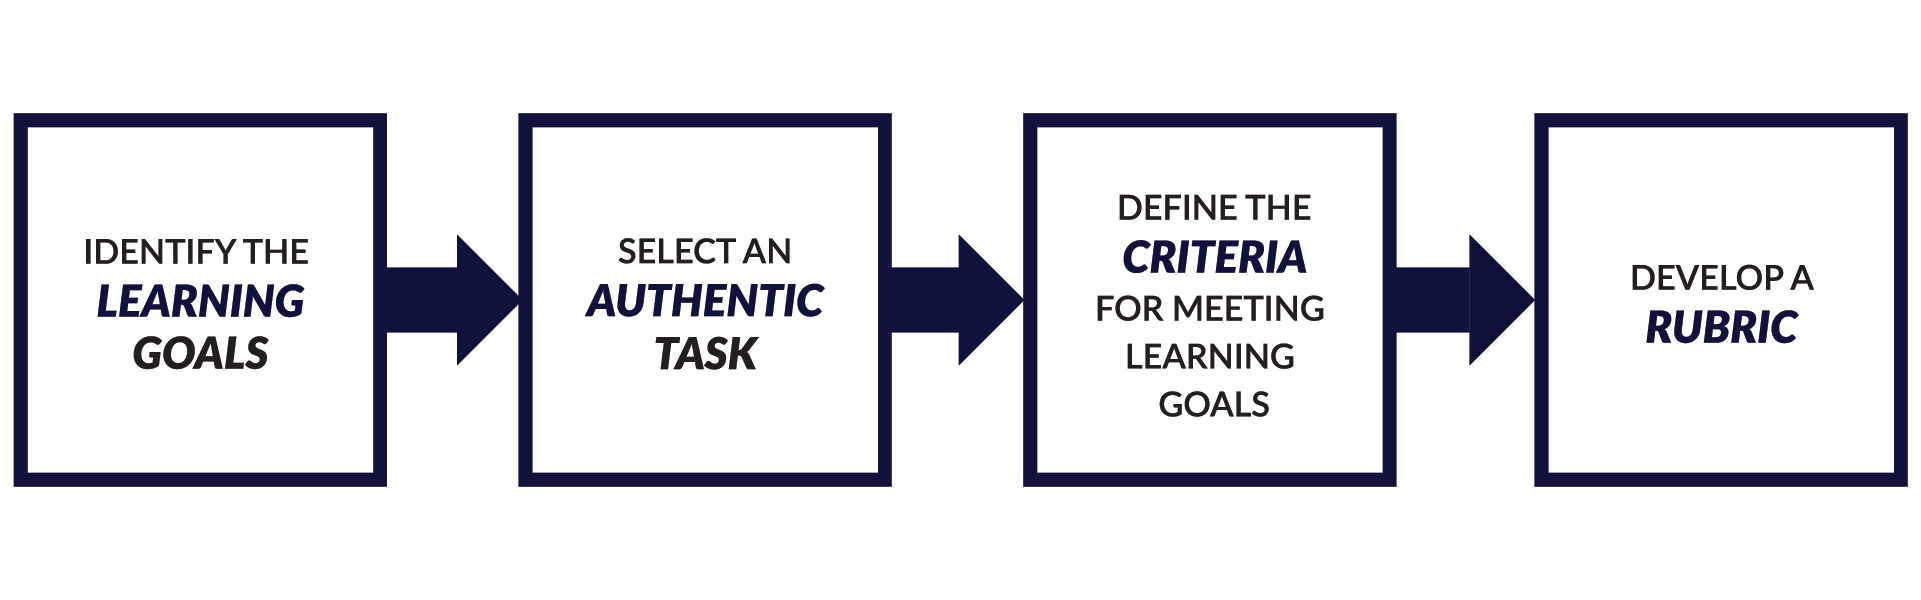 IDENTIFY THE
LEARNING
GOALS
SELECT AN
AUTHENTIC
TASK
DEFINE THE
CRITERIA
FOR MEETING
LEARNING
GOALS
DEVELOP A
RUBRIC